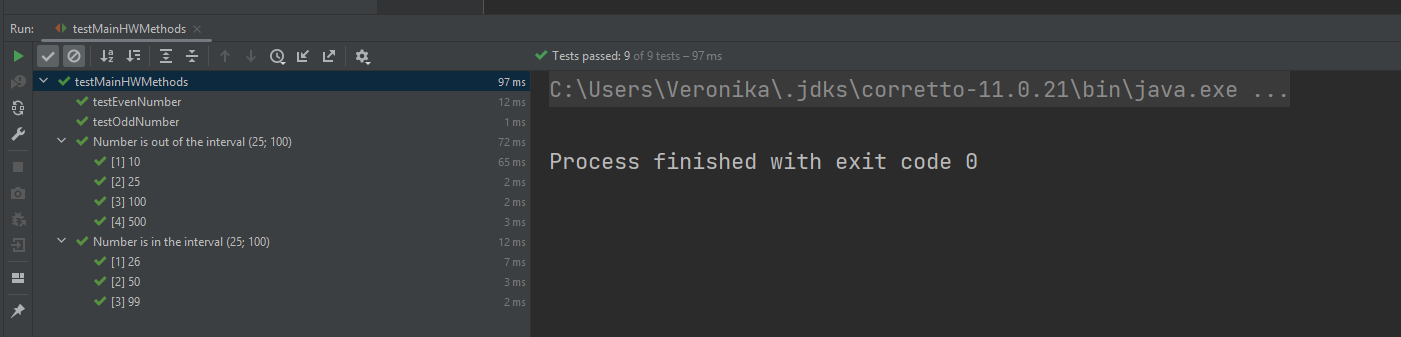 Run: testMainHWMethods
Tests passed: 9 of 9 tests – 97 ms
testMainHWMethods 97 ms
testEvenNumber 12 ms
testOddNumber 1 ms
Number is out of the interval (25; 100) 72 ms
[1] 10 65 ms
[2] 25 2 ms
[3] 100 2 ms
[4] 500 3 ms
Number is in the interval (25; 100) 12 ms
[1] 26 7 ms
[2] 50 3 ms
[3] 99 2 ms
C:\Users\Veronika\.jdks\corretto-11.0.21\bin\java.exe ...
Process finished with exit code 0